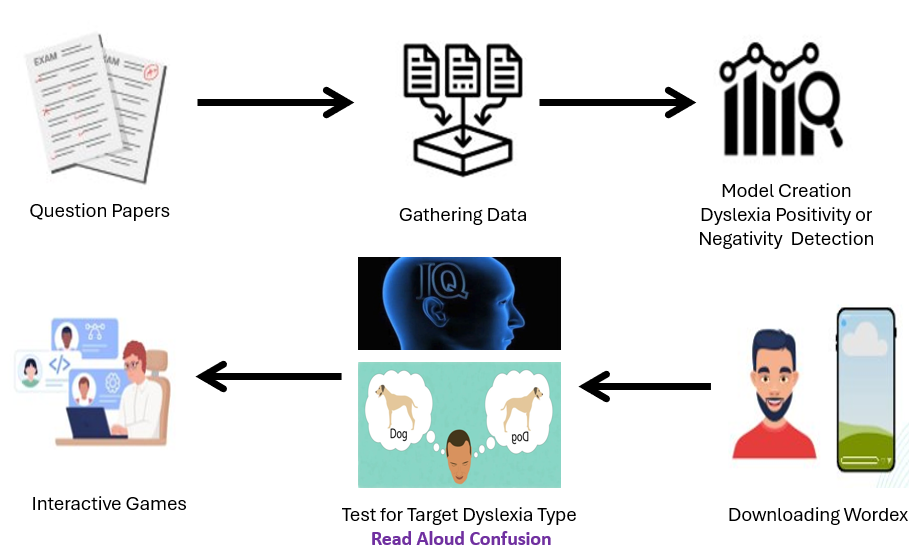 EXAM
AM
A+
Question Papers
Gathering Data
Model Creation
Dyslexia Positivity or
Negativity Detection
IQ
Dog
Dog
Interactive Games
Test for Target Dyslexia Type
Read Aloud Confusion
Downloading Wordex